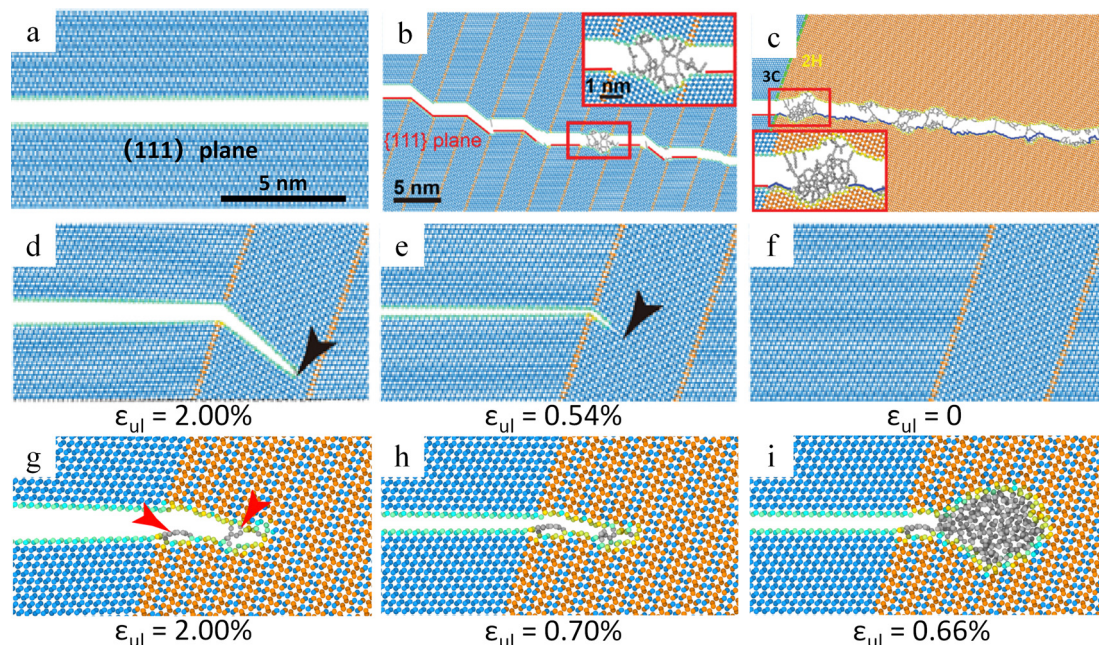 a
(111) plane
5 nm
b
1 nm
{111} plane
5 nm
c
2H
3C
d
ε_ul = 2.00%
e
ε_ul = 0.54%
f
ε_ul = 0
g
ε_ul = 2.00%
h
ε_ul = 0.70%
i
ε_ul = 0.66%